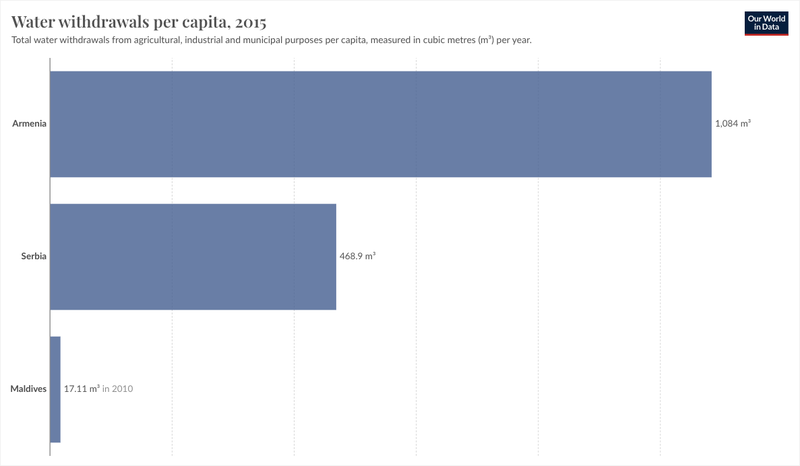 Water withdrawals per capita, 2015
Our World
in Data
Total water withdrawals from agricultural, industrial and municipal purposes per capita, measured in cubic metres (m³) per year.
Armenia
1,084 m³
Serbia
468.9 m³
Maldives
17.11 m³ in 2010